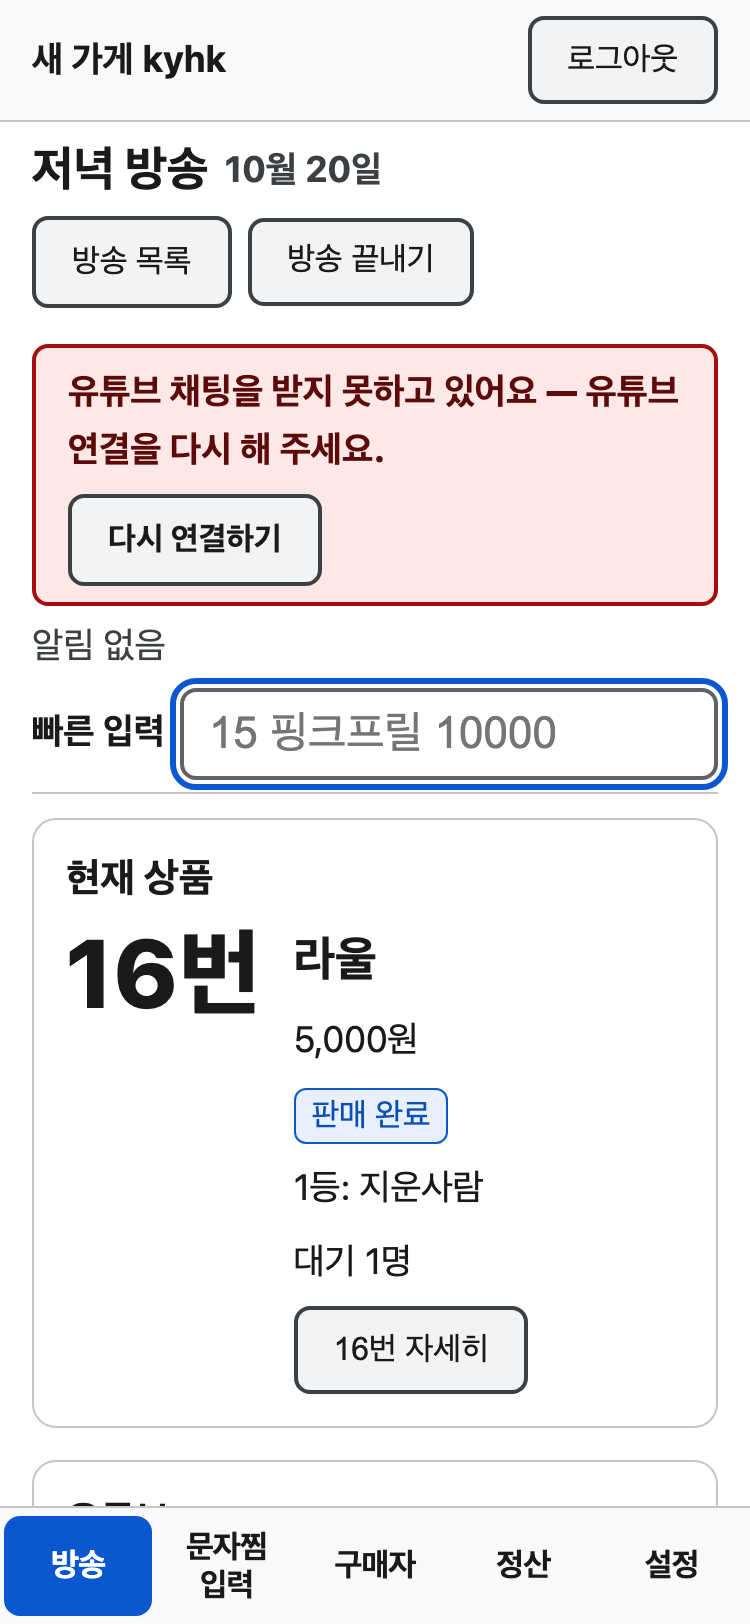 새 가게 kyhk
로그아웃
저녁 방송 10월 20일
방송 목록
방송 끝내기
유튜브 채팅을 받지 못하고 있어요 — 유튜브
연결을 다시 해 주세요.
다시 연결하기
알림 없음
빠른 입력
15 핑크프릴 10000
현재 상품
16번
라울
5,000원
판매 완료
1등: 지운사람
대기 1명
16번 자세히
방송
문자찜
입력
구매자
정산
설정